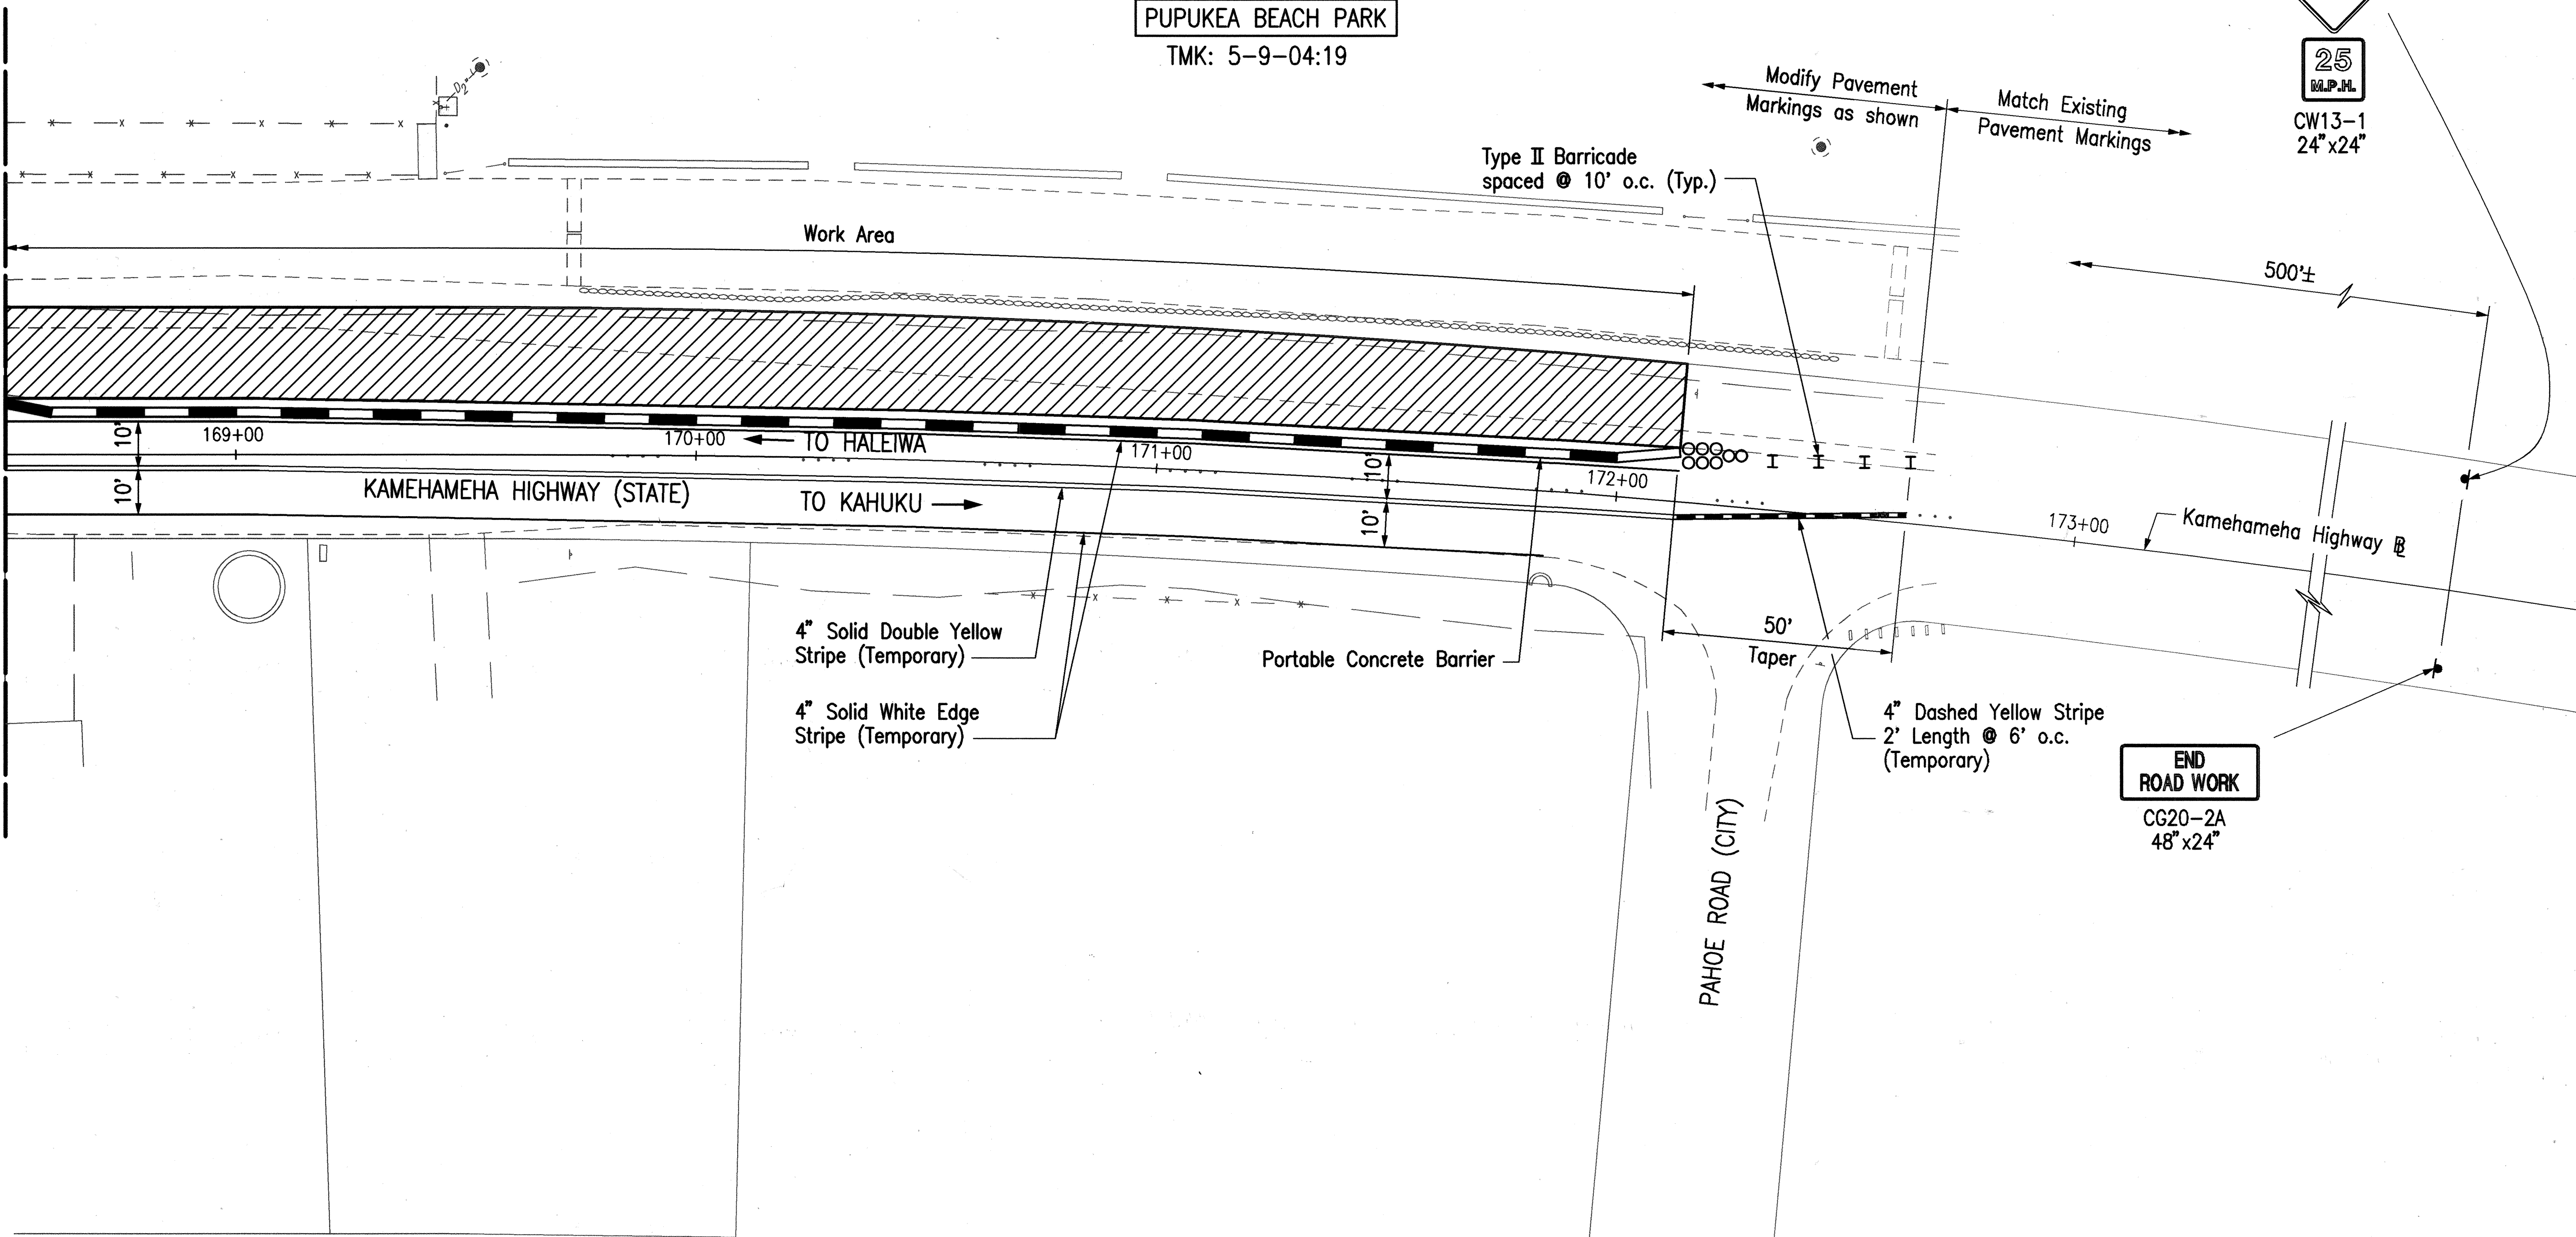 PUPUKEA BEACH PARK
TMK: 5-9-04:19
25
M.P.H.
CW13-1
24"x24"
Modify Pavement
Markings as shown
Match Existing
Pavement Markings
Type II Barricade
spaced @ 10' o.c. (Typ.)
Work Area
500'±
10'
169+00
170+00
TO HALEIWA
171+00
10'
172+00
10'
KAMEHAMEHA HIGHWAY (STATE)
TO KAHUKU
10'
173+00
Kamehameha Highway BL
4" Solid Double Yellow
Stripe (Temporary)
Portable Concrete Barrier
50'
Taper
4" Solid White Edge
Stripe (Temporary)
4" Dashed Yellow Stripe
2' Length @ 6' o.c.
(Temporary)
END
ROAD WORK
CG20-2A
48"x24"
PAHOE ROAD (CITY)